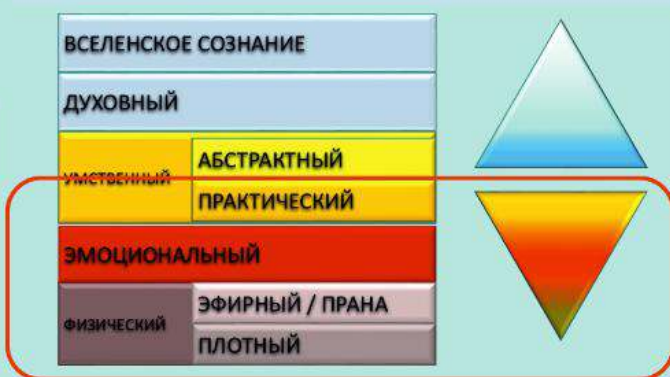 ВСЕЛЕНСКОЕ СОЗНАНИЕ
ДУХОВНЫЙ
УМСТВЕННЫЙ
АБСТРАКТНЫЙ
ПРАКТИЧЕСКИЙ
ЭМОЦИОНАЛЬНЫЙ
ФИЗИЧЕСКИЙ
ЭФИРНЫЙ / ПРАНА
ПЛОТНЫЙ